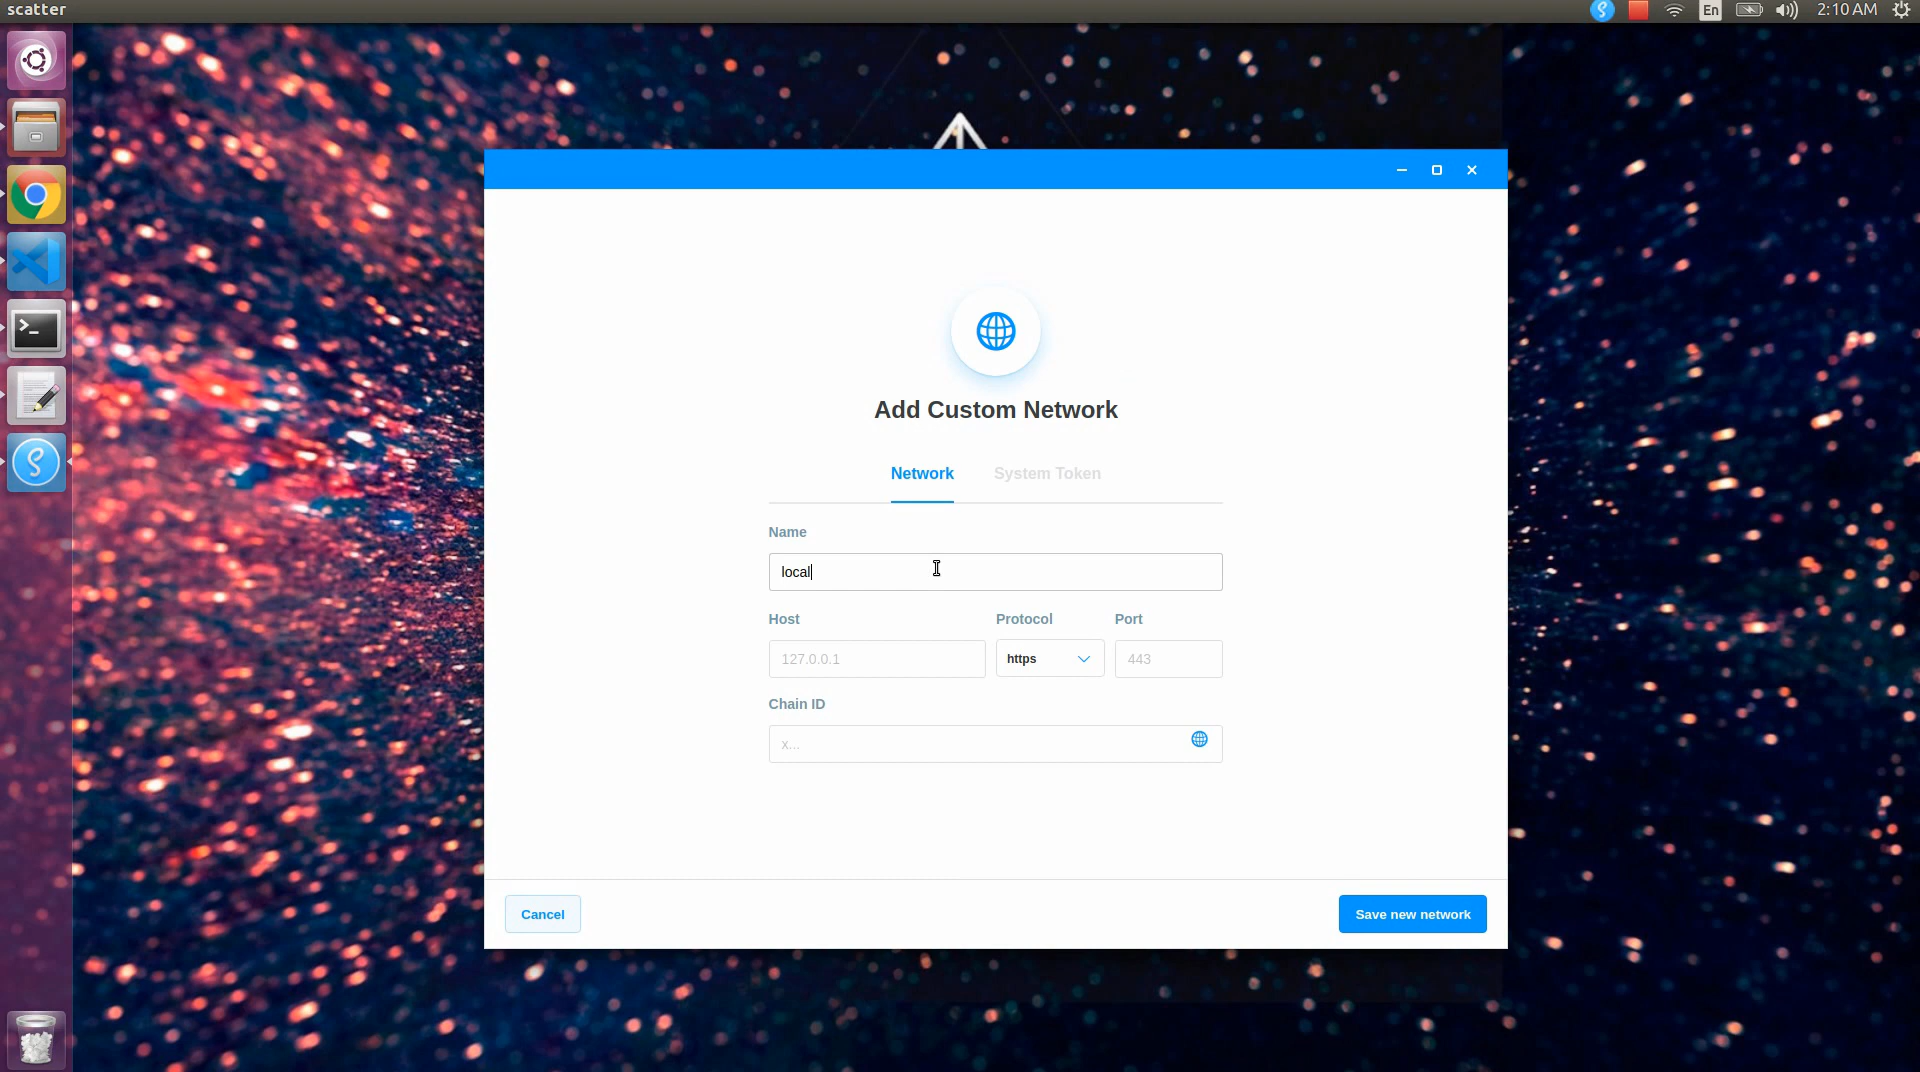 scatter
En
2:10 AM
Add Custom Network
Network System Token
Name
local
Host Protocol Port
127.0.0.1 https 443
Chain ID
x...
Cancel Save new network